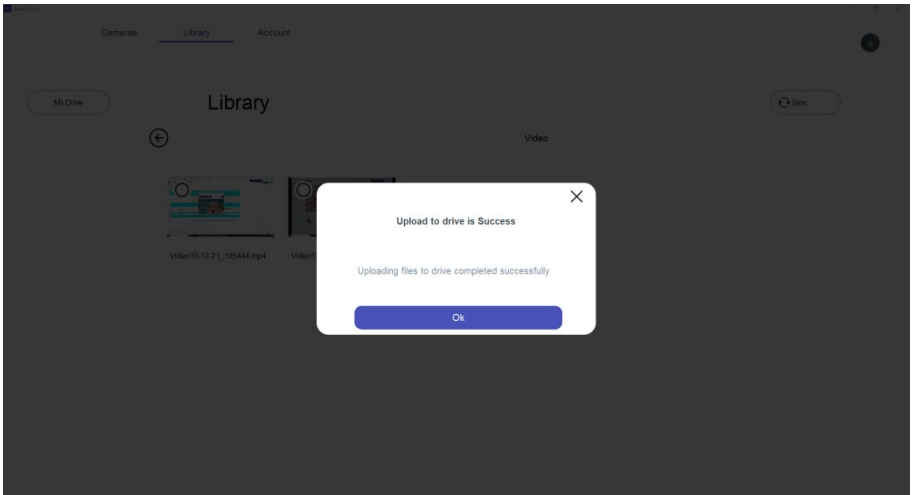 Cameras
Library
Account
My Drive
Library
Sync
Video
Upload to drive is Success
Uploading files to drive completed successfully
Ok
Video10-12-21_105444.mp4